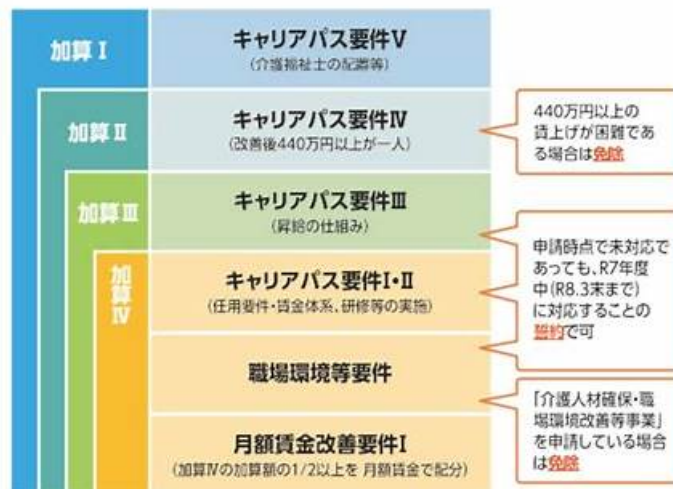 加算Ⅰ
キャリアパス要件Ⅴ
(介護福祉士の配置等)
加算Ⅱ
キャリアパス要件Ⅳ
(改善後440万円以上が一人)
440万円以上の
賃上げが困難であ
る場合は免除
加算Ⅲ
キャリアパス要件Ⅲ
(昇給の仕組み)
加算Ⅳ
キャリアパス要件Ⅰ・Ⅱ
(任用要件・賃金体系、研修等の実施)
申請時点で未対応で
あっても、R7年度
中(R8.3末まで)
に対応することの
誓約で可
職場環境等要件
月額賃金改善要件Ⅰ
(加算Ⅳの加算額の1/2以上を 月額賃金で配分)
「介護人材確保・職
場環境改善等事業」
を申請している場合
は免除